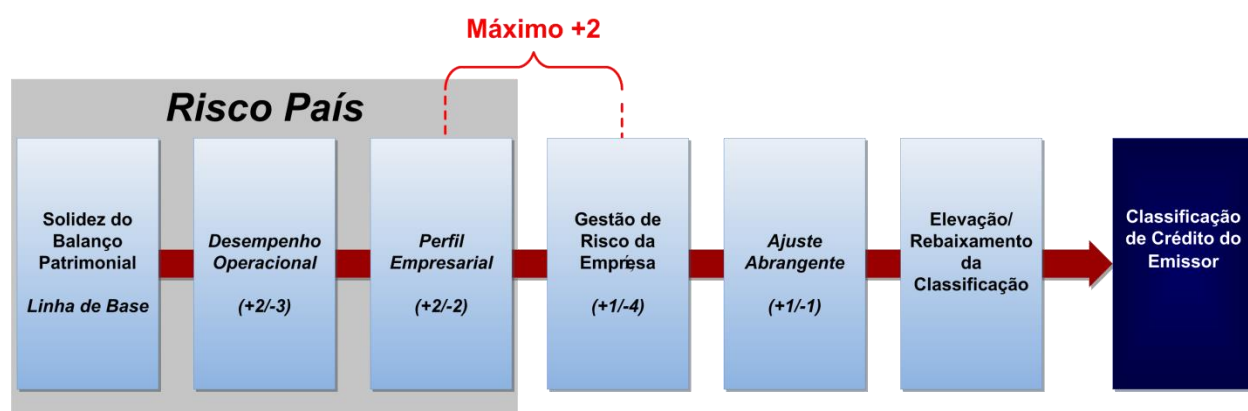 Máximo +2
Risco País
Solidez do
Balanço
Patrimonial
Linha de Base
Desempenho
Operacional
(+2/-3)
Perfil
Empresarial
(+2/-2)
Gestão de
Risco da
Empŕesa
(+1/-4)
Ajuste
Abrangente
(+1/-1)
Elevação/
Rebaixamento
da
Classificação
Classificação
de Crédito do
Emissor